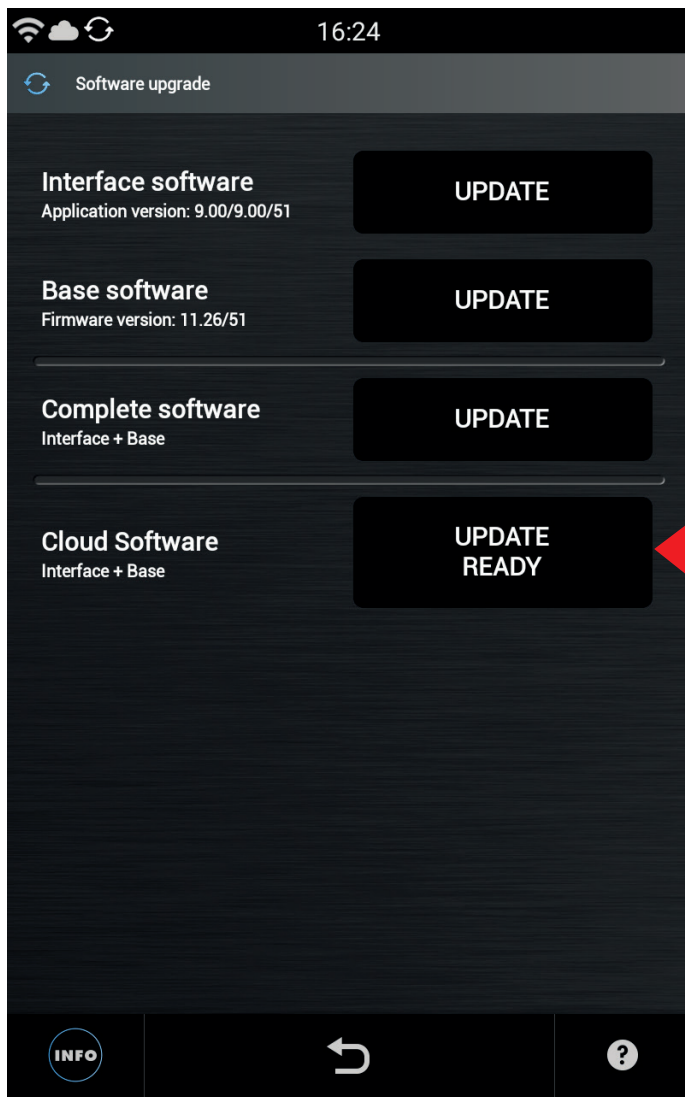 16:24
Software upgrade
Interface software
Application version: 9.00/9.00/51
UPDATE
Base software
Firmware version: 11.26/51
UPDATE
Complete software
Interface + Base
UPDATE
Cloud Software
Interface + Base
UPDATE
READY
INFO
?